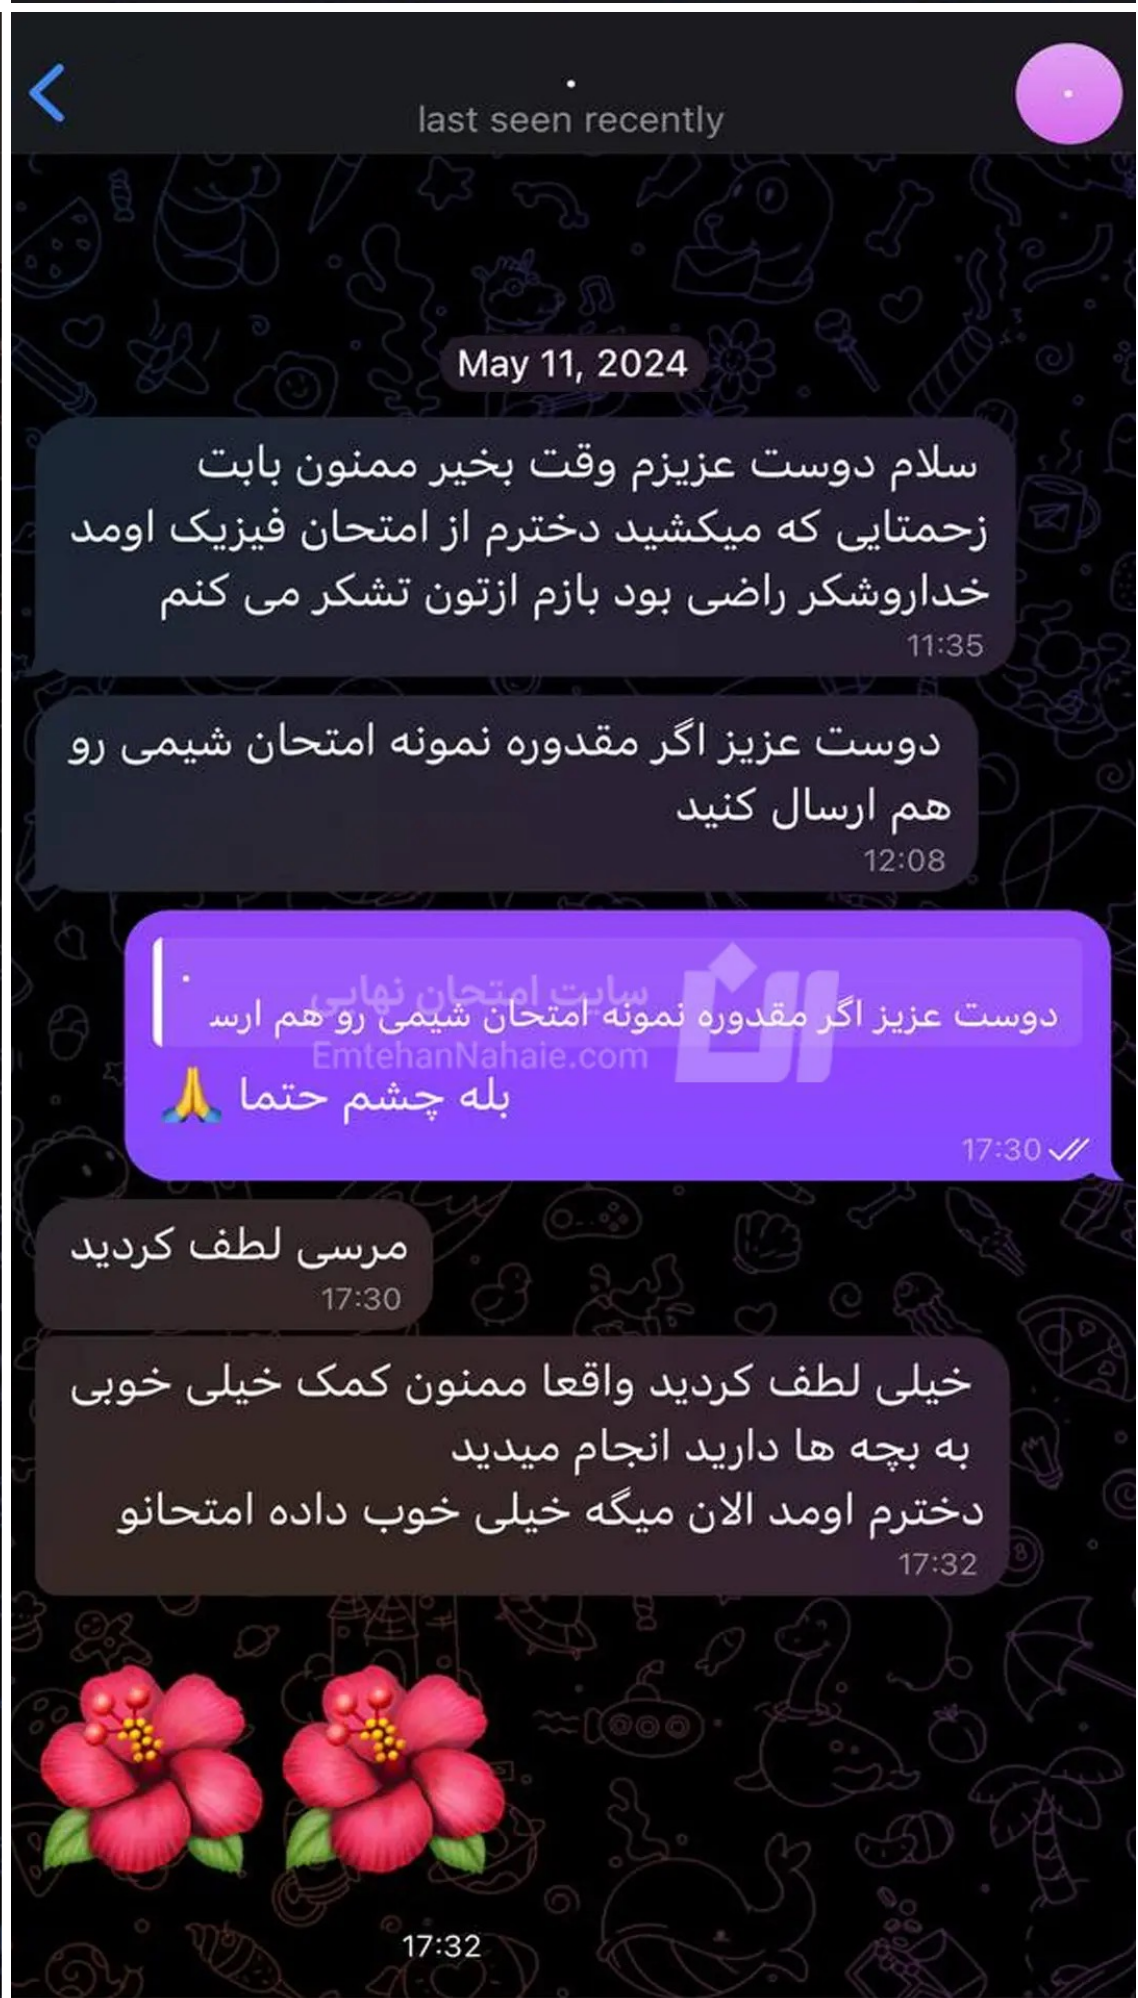 .
last seen recently
May 11, 2024
سلام دوست عزیزم وقت بخیر ممنون بابت
زحمتایی که میکشید دخترم از امتحان فیزیک اومد
خداروشکر راضی بود بازم ازتون تشکر می کنم
11:35
دوست عزیز اگر مقدوره نمونه امتحان شیمی رو
هم ارسال کنید
12:08
.
سایت امتحان نهایی
دوست عزیز اگر مقدوره نمونه امتحان شیمی رو هم ارس
EmtehanNahaie.com
بله چشم حتما 🙏
17:30
مرسی لطف کردید
17:30
خیلی لطف کردید واقعا ممنون کمک خیلی خوبی
به بچه ها دارید انجام میدید
دخترم اومد الان میگه خیلی خوب داده امتحانو
17:32
🌺🌺
17:32